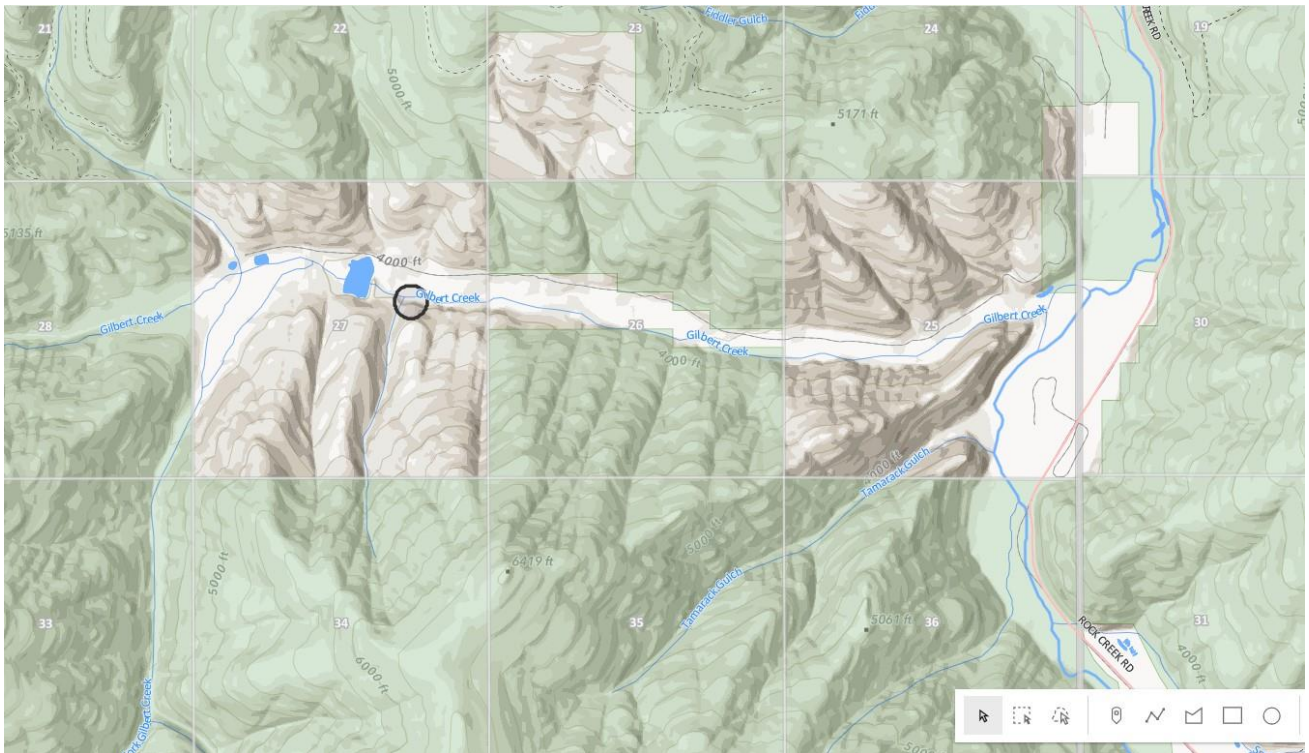 21
22
23
Fiddler Gulch
24
19
5000 ft
5171 ft
5135 ft
4000 ft
Gilbert Creek
28
Gilbert Creek
27
26
Gilbert Creek
4000 ft
25
Gilbert Creek
30
Tamarack Gulch
5000 ft
6419 ft
5000 ft
Tamarack Gulch
33
34
35
5061 ft
36
31
ROCK CREEK RD
4000 ft
6000 ft
Gilbert Creek